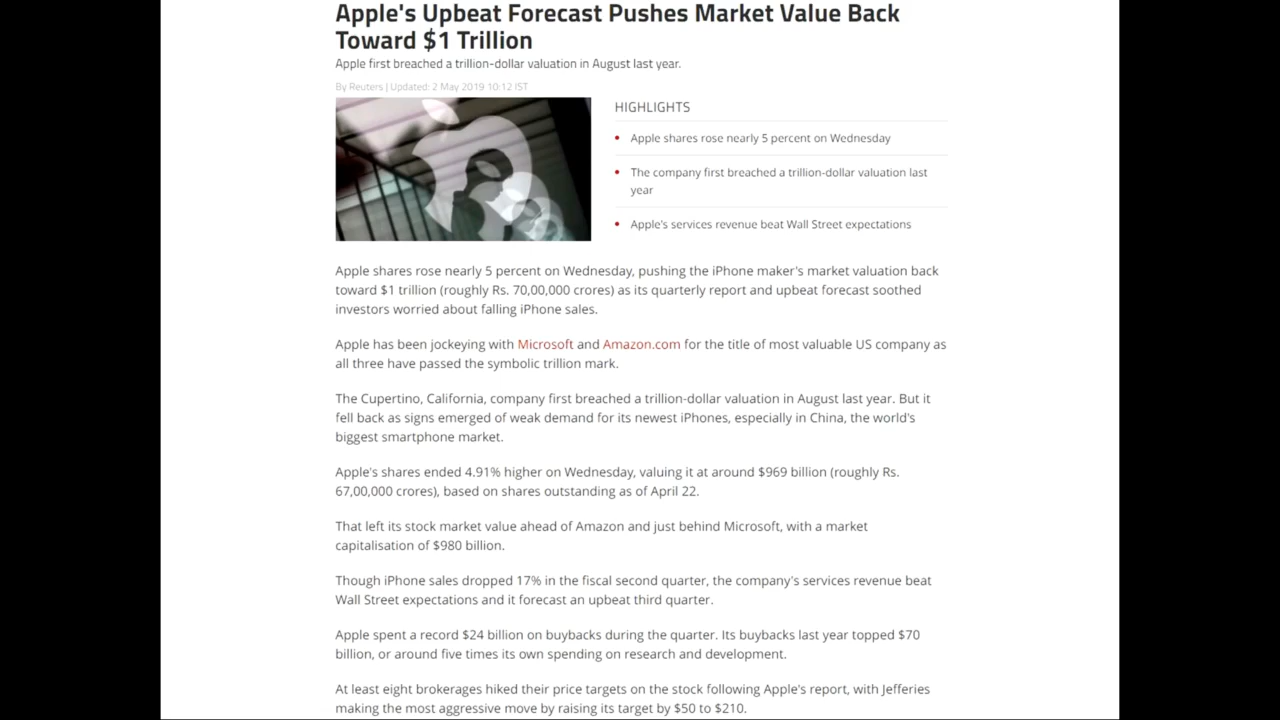 Apple's Upbeat Forecast Pushes Market Value Back
Toward $1 Trillion
Apple first breached a trillion-dollar valuation in August last year.
By Reuters | Updated: 2 May 2019 10:12 IST
HIGHLIGHTS
Apple shares rose nearly 5 percent on Wednesday
The company first breached a trillion-dollar valuation last
year
Apple's services revenue beat Wall Street expectations
Apple shares rose nearly 5 percent on Wednesday, pushing the iPhone maker's market valuation back
toward $1 trillion (roughly Rs. 70,00,000 crores) as its quarterly report and upbeat forecast soothed
investors worried about falling iPhone sales.
Apple has been jockeying with Microsoft and Amazon.com for the title of most valuable US company as
all three have passed the symbolic trillion mark.
The Cupertino, California, company first breached a trillion-dollar valuation in August last year. But it
fell back as signs emerged of weak demand for its newest iPhones, especially in China, the world's
biggest smartphone market.
Apple's shares ended 4.91% higher on Wednesday, valuing it at around $969 billion (roughly Rs.
67,00,000 crores), based on shares outstanding as of April 22.
That left its stock market value ahead of Amazon and just behind Microsoft, with a market
capitalisation of $980 billion.
Though iPhone sales dropped 17% in the fiscal second quarter, the company's services revenue beat
Wall Street expectations and it forecast an upbeat third quarter.
Apple spent a record $24 billion on buybacks during the quarter. Its buybacks last year topped $70
billion, or around five times its own spending on research and development.
At least eight brokerages hiked their price targets on the stock following Apple's report, with Jefferies
making the most aggressive move by raising its target by $50 to $210.